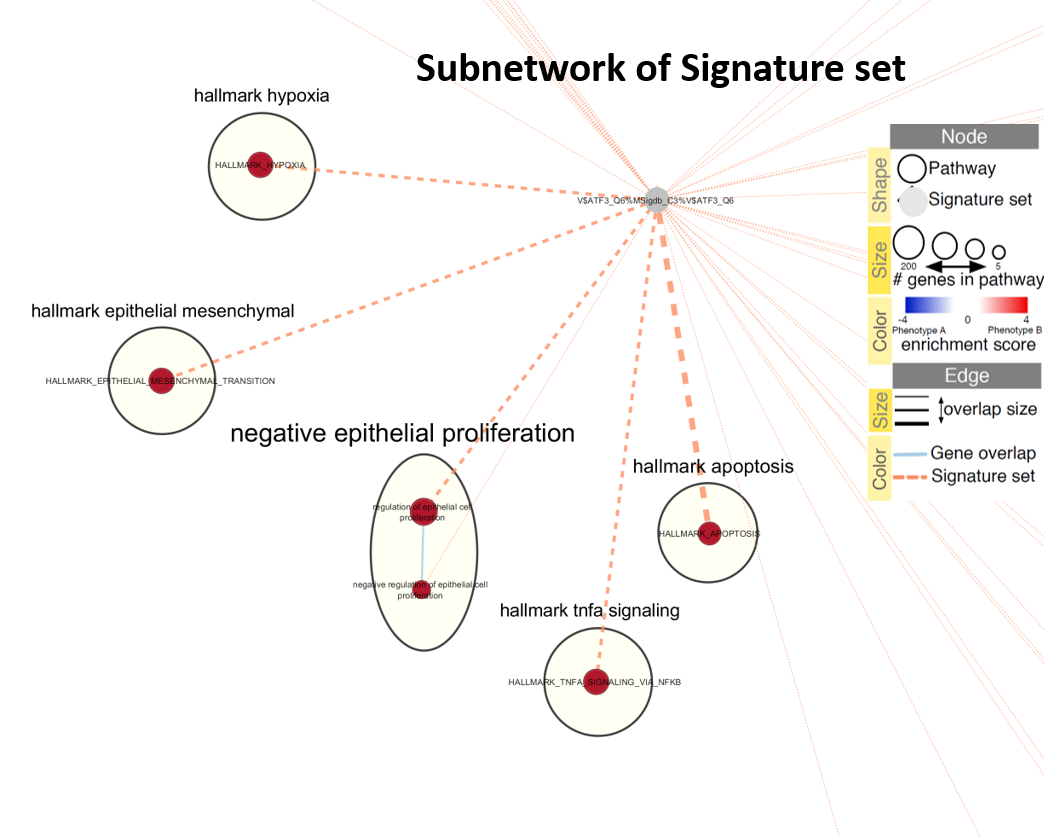 Subnetwork of Signature set
hallmark hypoxia
HALLMARK_HYPOXIA
V$ATF3_Q6%MSigdb_C3%V$ATF3_Q6
hallmark epithelial mesenchymal
HALLMARK_EPITHELIAL_MESENCHYMAL_TRANSITION
negative epithelial proliferation
regulation of epithelial cell
proliferation
negative regulation of epithelial cell
proliferation
hallmark apoptosis
HALLMARK_APOPTOSIS
hallmark tnfa signaling
HALLMARK_TNFA_SIGNALING_VIA_NFKB
Node
Shape
Pathway
Signature set
Size
200
5
# genes in pathway
Color
-4
0
4
Phenotype A
Phenotype B
enrichment score
Edge
Size
overlap size
Color
Gene overlap
Signature set